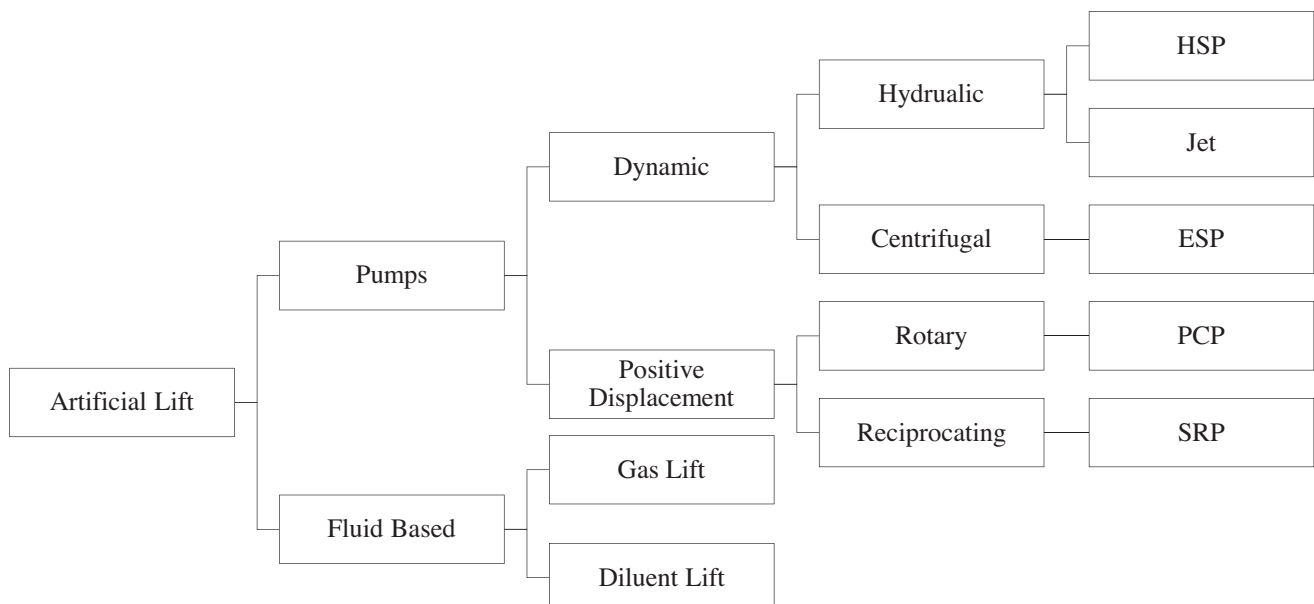 HSP
Hydrualic
Jet
Dynamic
Centrifugal
ESP
Pumps
Rotary
PCP
Positive
Displacement
Artificial Lift
Reciprocating
SRP
Gas Lift
Fluid Based
Diluent Lift